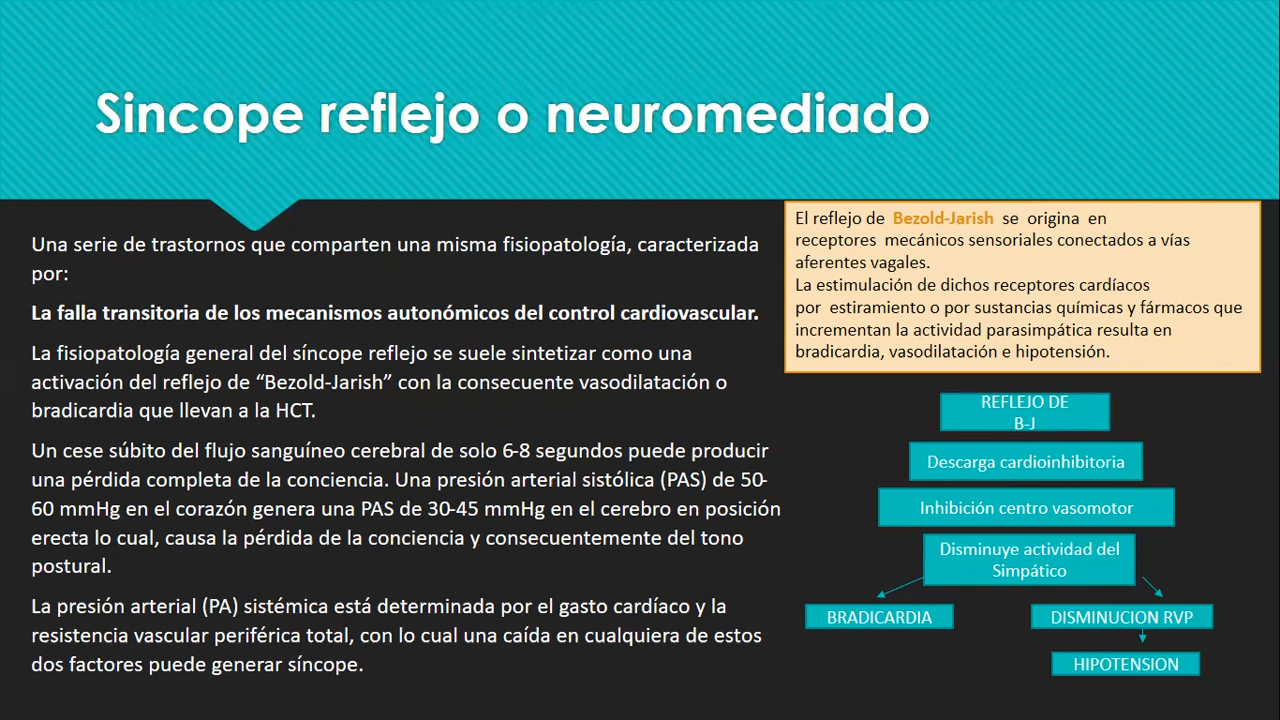 Sincope reflejo o neuromediado
Una serie de trastornos que comparten una misma fisiopatología, caracterizada
por:
La falla transitoria de los mecanismos autonómicos del control cardiovascular.
La fisiopatología general del síncope reflejo se suele sintetizar como una
activación del reflejo de “Bezold-Jarish” con la consecuente vasodilatación o
bradicardia que llevan a la HCT.
Un cese súbito del flujo sanguíneo cerebral de solo 6-8 segundos puede producir
una pérdida completa de la conciencia. Una presión arterial sistólica (PAS) de 50-
60 mmHg en el corazón genera una PAS de 30-45 mmHg en el cerebro en posición
erecta lo cual, causa la pérdida de la conciencia y consecuentemente del tono
postural.
La presión arterial (PA) sistémica está determinada por el gasto cardíaco y la
resistencia vascular periférica total, con lo cual una caída en cualquiera de estos
dos factores puede generar síncope.
El reflejo de Bezold-Jarish se origina en
receptores mecánicos sensoriales conectados a vías
aferentes vagales.
La estimulación de dichos receptores cardíacos
por estiramiento o por sustancias químicas y fármacos que
incrementan la actividad parasimpática resulta en
bradicardia, vasodilatación e hipotensión.
REFLEJO DE
B-J
Descarga cardioinhibitoria
Inhibición centro vasomotor
Disminuye actividad del
Simpático
BRADICARDIA
DISMINUCION RVP
HIPOTENSION